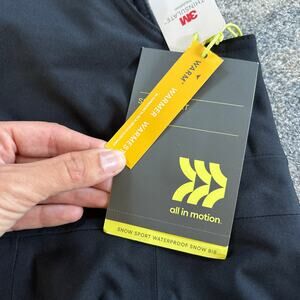 3M
THINSULATE
WARM
WARMER
WARMEST
S
all in motion.
SNOW SPORT WATERPROOF SNOW BIB